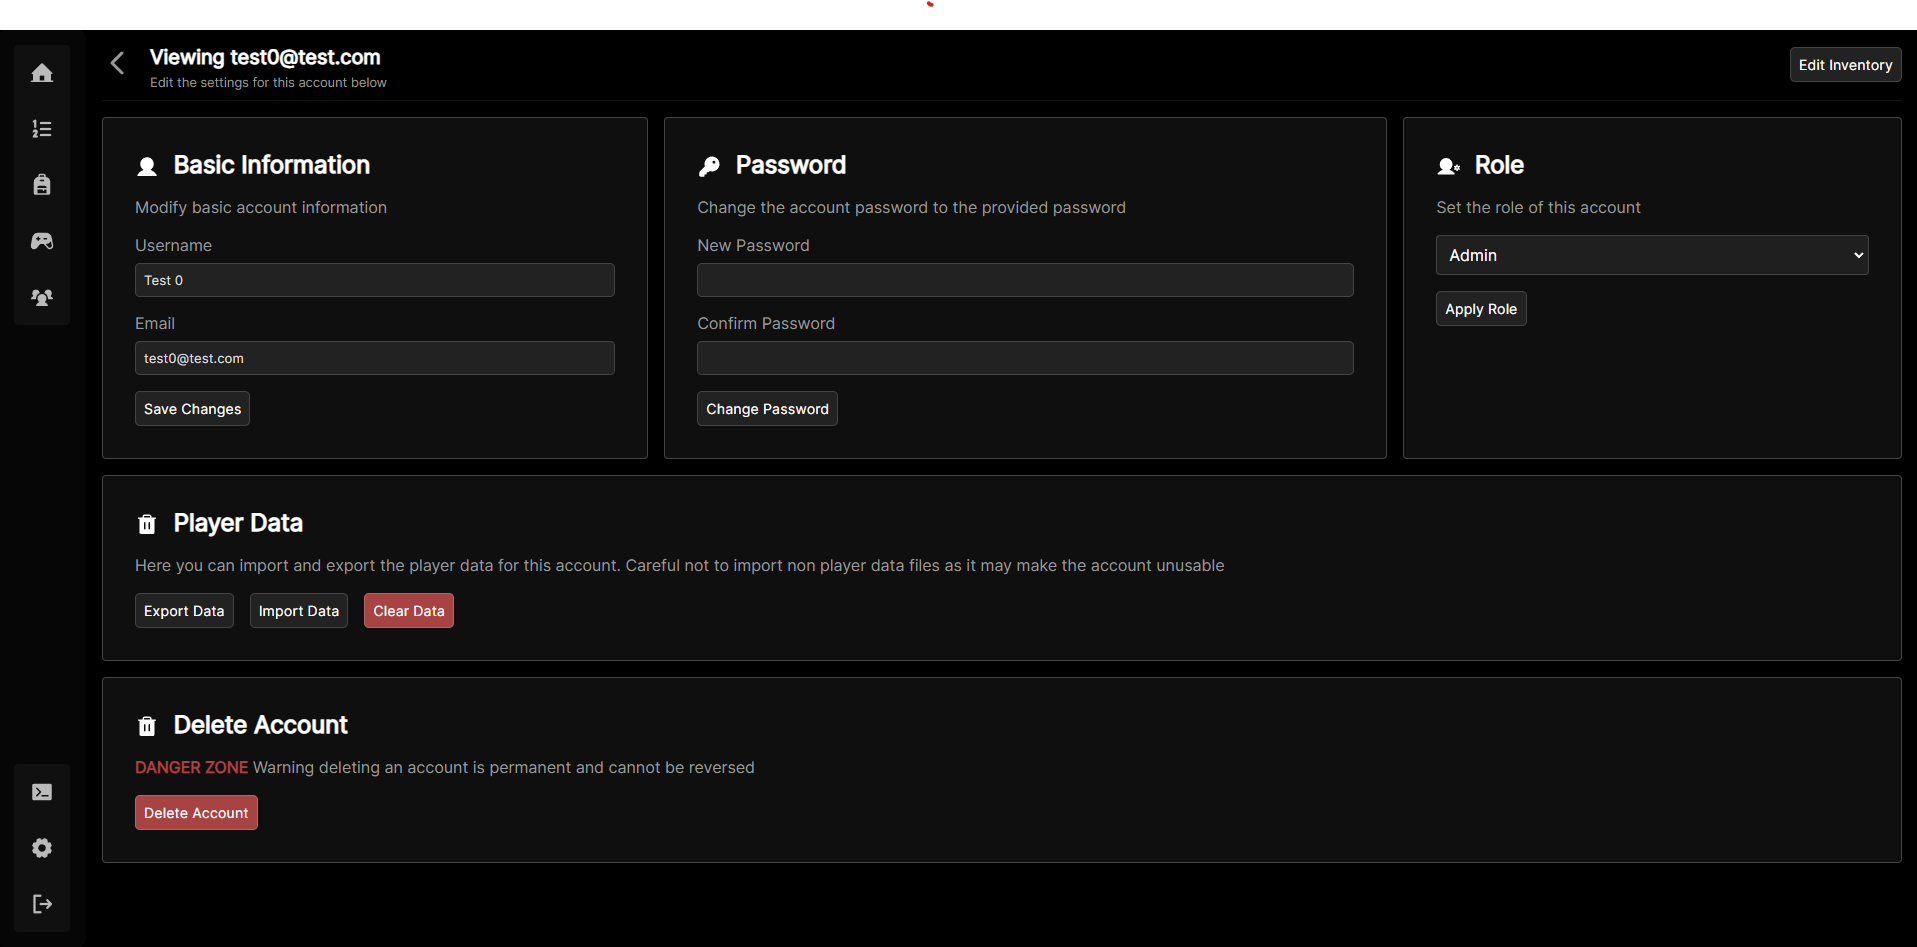 Viewing test0@test.com
Edit the settings for this account below
Edit Inventory
Basic Information
Modify basic account information
Username
Test 0
Email
test0@test.com
Save Changes
Password
Change the account password to the provided password
New Password
Confirm Password
Change Password
Role
Set the role of this account
Admin
Apply Role
Player Data
Here you can import and export the player data for this account. Careful not to import non player data files as it may make the account unusable
Export Data
Import Data
Clear Data
Delete Account
DANGER ZONE Warning deleting an account is permanent and cannot be reversed
Delete Account